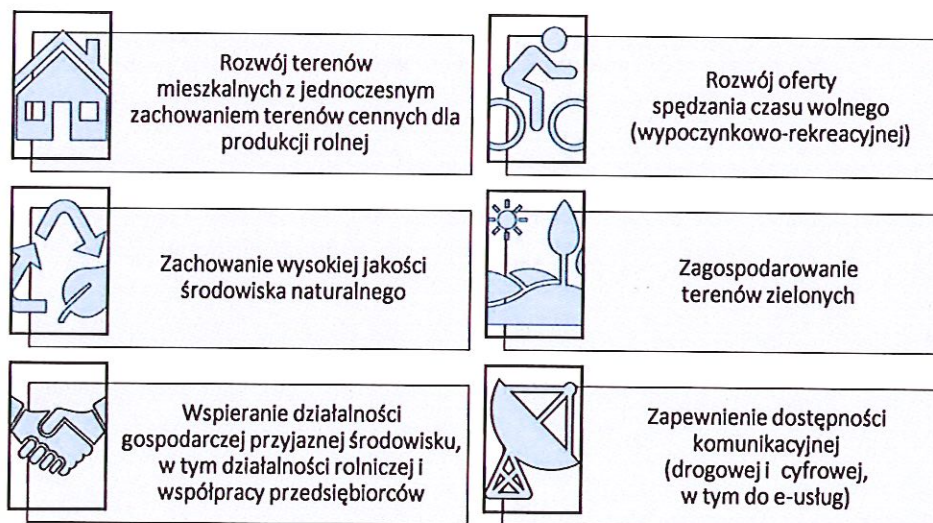 Rozwój terenów
mieszkalnych z jednoczesnym
zachowaniem terenów cennych dla
produkcji rolnej
Rozwój oferty
spędzania czasu wolnego
(wypoczynkowo-rekreacyjnej)
Zachowanie wysokiej jakości
środowiska naturalnego
Zagospodarowanie
terenów zielonych
Wspieranie działalności
gospodarczej przyjaznej środowisku,
w tym działalności rolniczej i
współpracy przedsiębiorców
Zapewnienie dostępności
komunikacyjnej
(drogowej i cyfrowej,
w tym do e-usług)